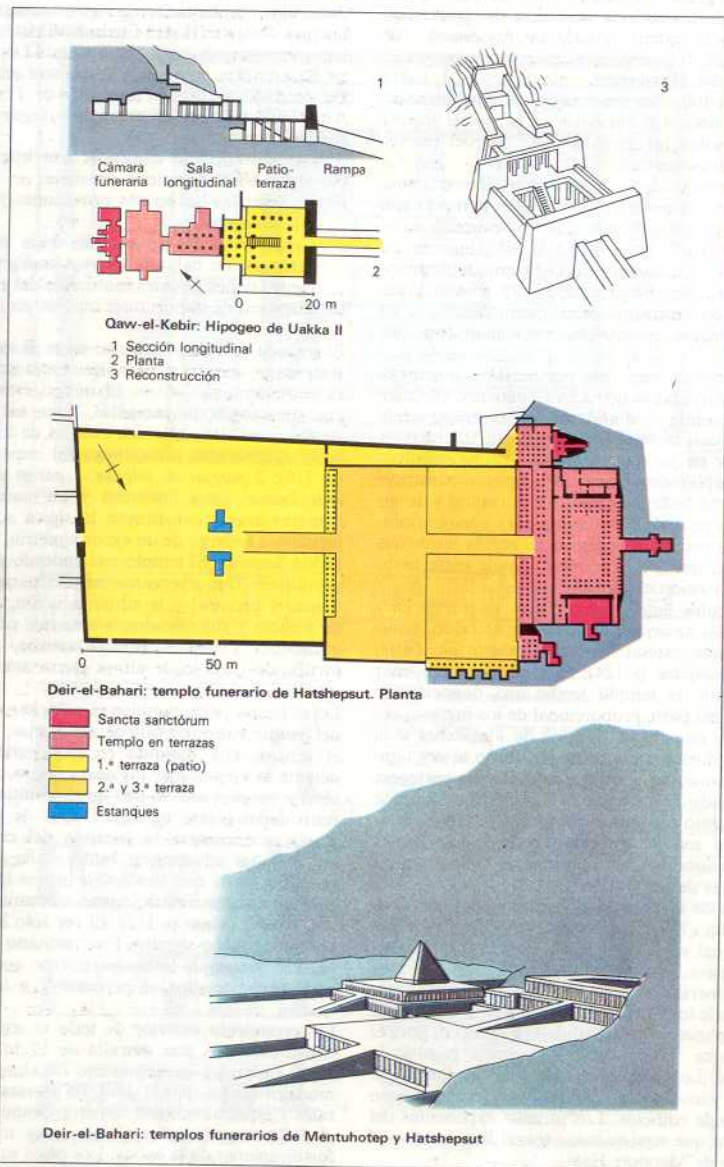 1
3
Cámara
funeraria
Sala
longitudinal
Patio-
terraza
Rampa
2
0 20 m
Qaw-el-Kebir: Hipogeo de Uakka II
1 Sección longitudinal
2 Planta
3 Reconstrucción
0 50 m
Deir-el-Bahari: templo funerario de Hatshepsut. Planta
Sancta sanctórum
Templo en terrazas
1.ª terraza (patio)
2.ª y 3.ª terraza
Estanques
Deir-el-Bahari: templos funerarios de Mentuhotep y Hatshepsut